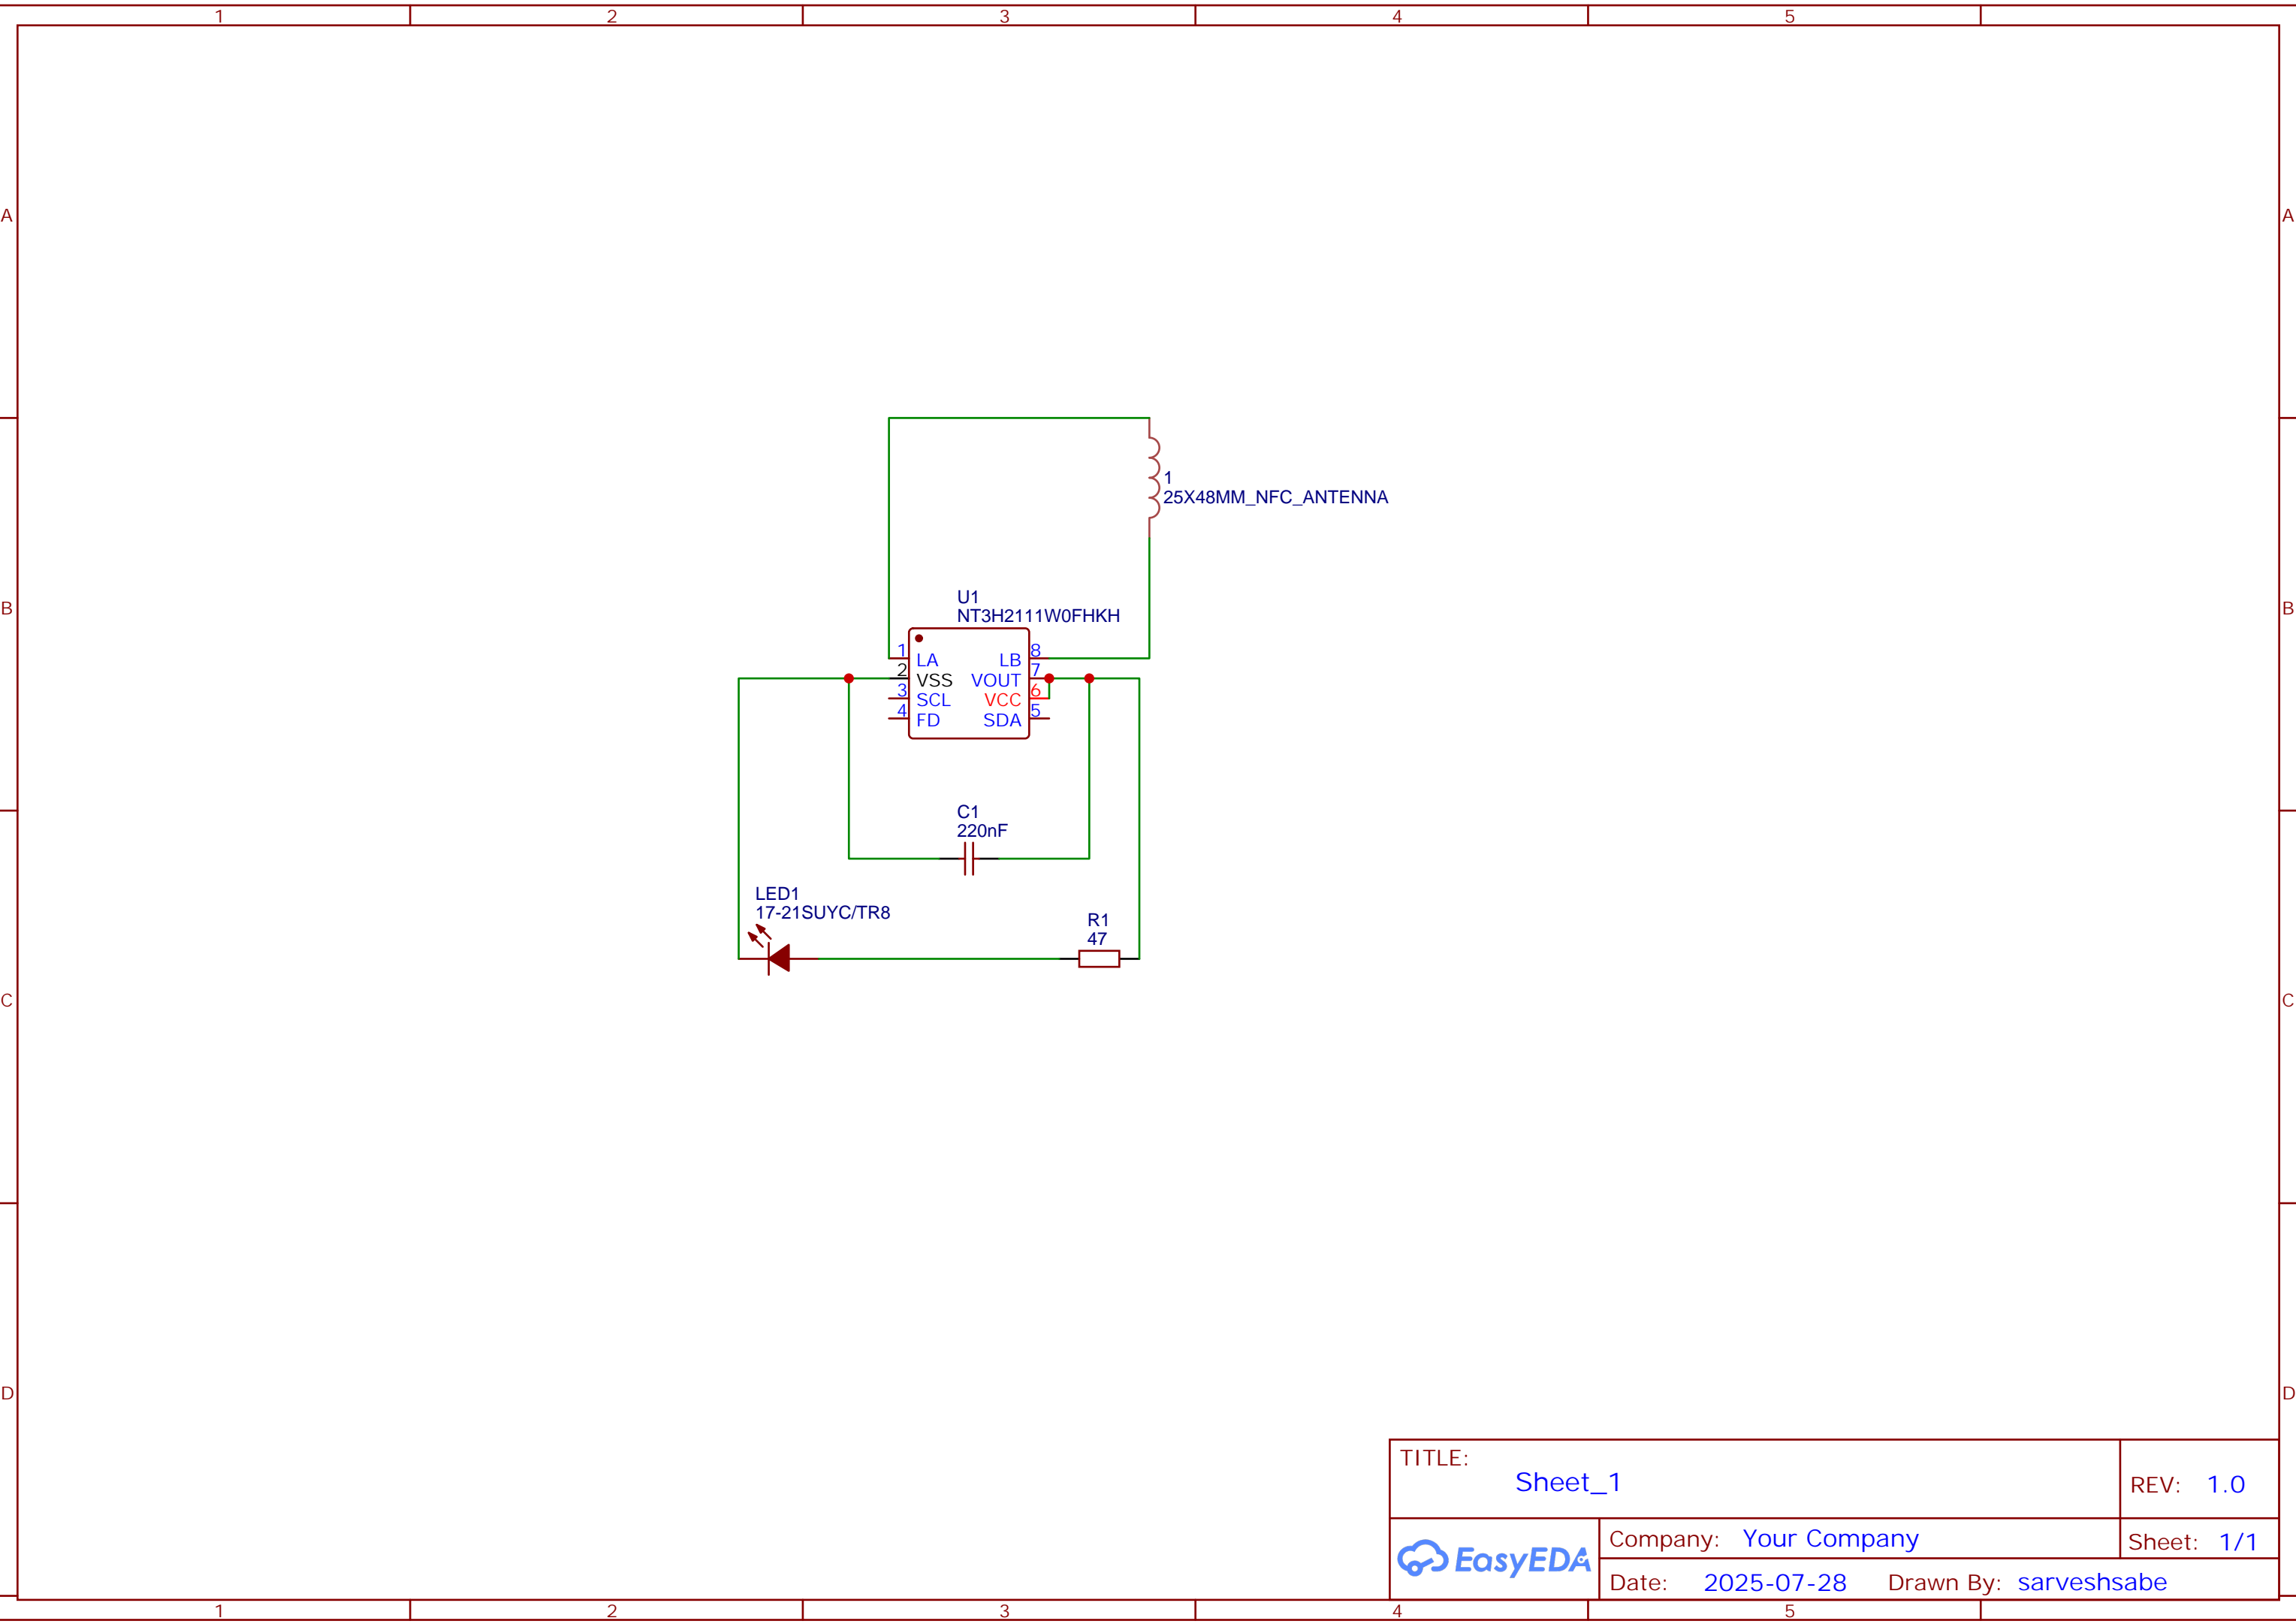 1 2 3 4 5
A A
1
25X48MM_NFC_ANTENNA
U1
NT3H2111W0FHKH
B B
1 LA LB 8
2 VSS VOUT 7
3 SCL VCC 6
4 FD SDA 5
C1
220nF
LED1
17-21SUYC/TR8
R1
47
C C
D D
TITLE:
Sheet_1
REV: 1.0
EasyEDA
Company: Your Company
Sheet: 1/1
Date: 2025-07-28 Drawn By: sarveshsabe
1 2 3 4 5